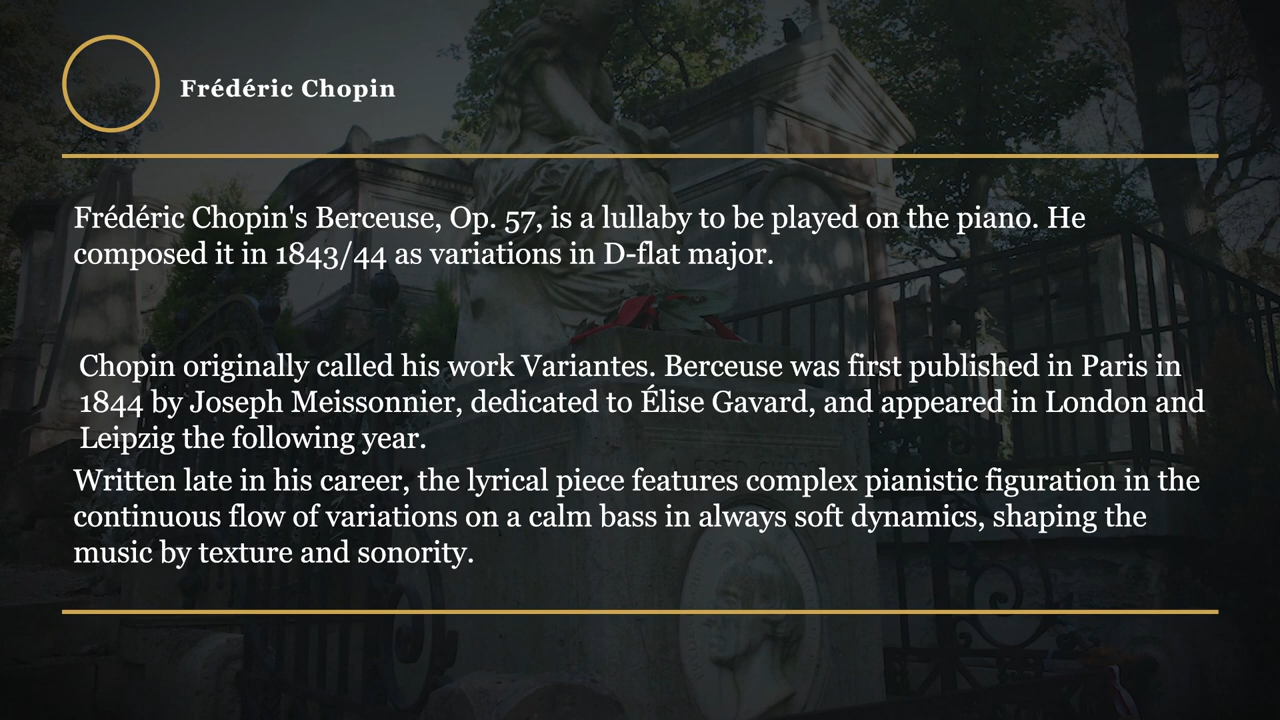 Frédéric Chopin
Frédéric Chopin's Berceuse, Op. 57, is a lullaby to be played on the piano. He
composed it in 1843/44 as variations in D-flat major.
Chopin originally called his work Variantes. Berceuse was first published in Paris in
1844 by Joseph Meissonnier, dedicated to Élise Gavard, and appeared in London and
Leipzig the following year.
Written late in his career, the lyrical piece features complex pianistic figuration in the
continuous flow of variations on a calm bass in always soft dynamics, shaping the
music by texture and sonority.